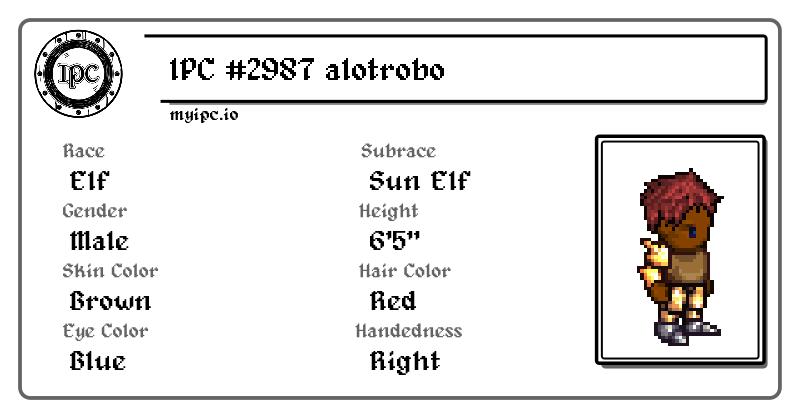 IPC
IPC #2987 alotrobo
myipc.io
Race
Elf
Subrace
Sun Elf
Gender
Male
Height
6'5"
Skin Color
Brown
Hair Color
Red
Eye Color
Blue
Handedness
Right